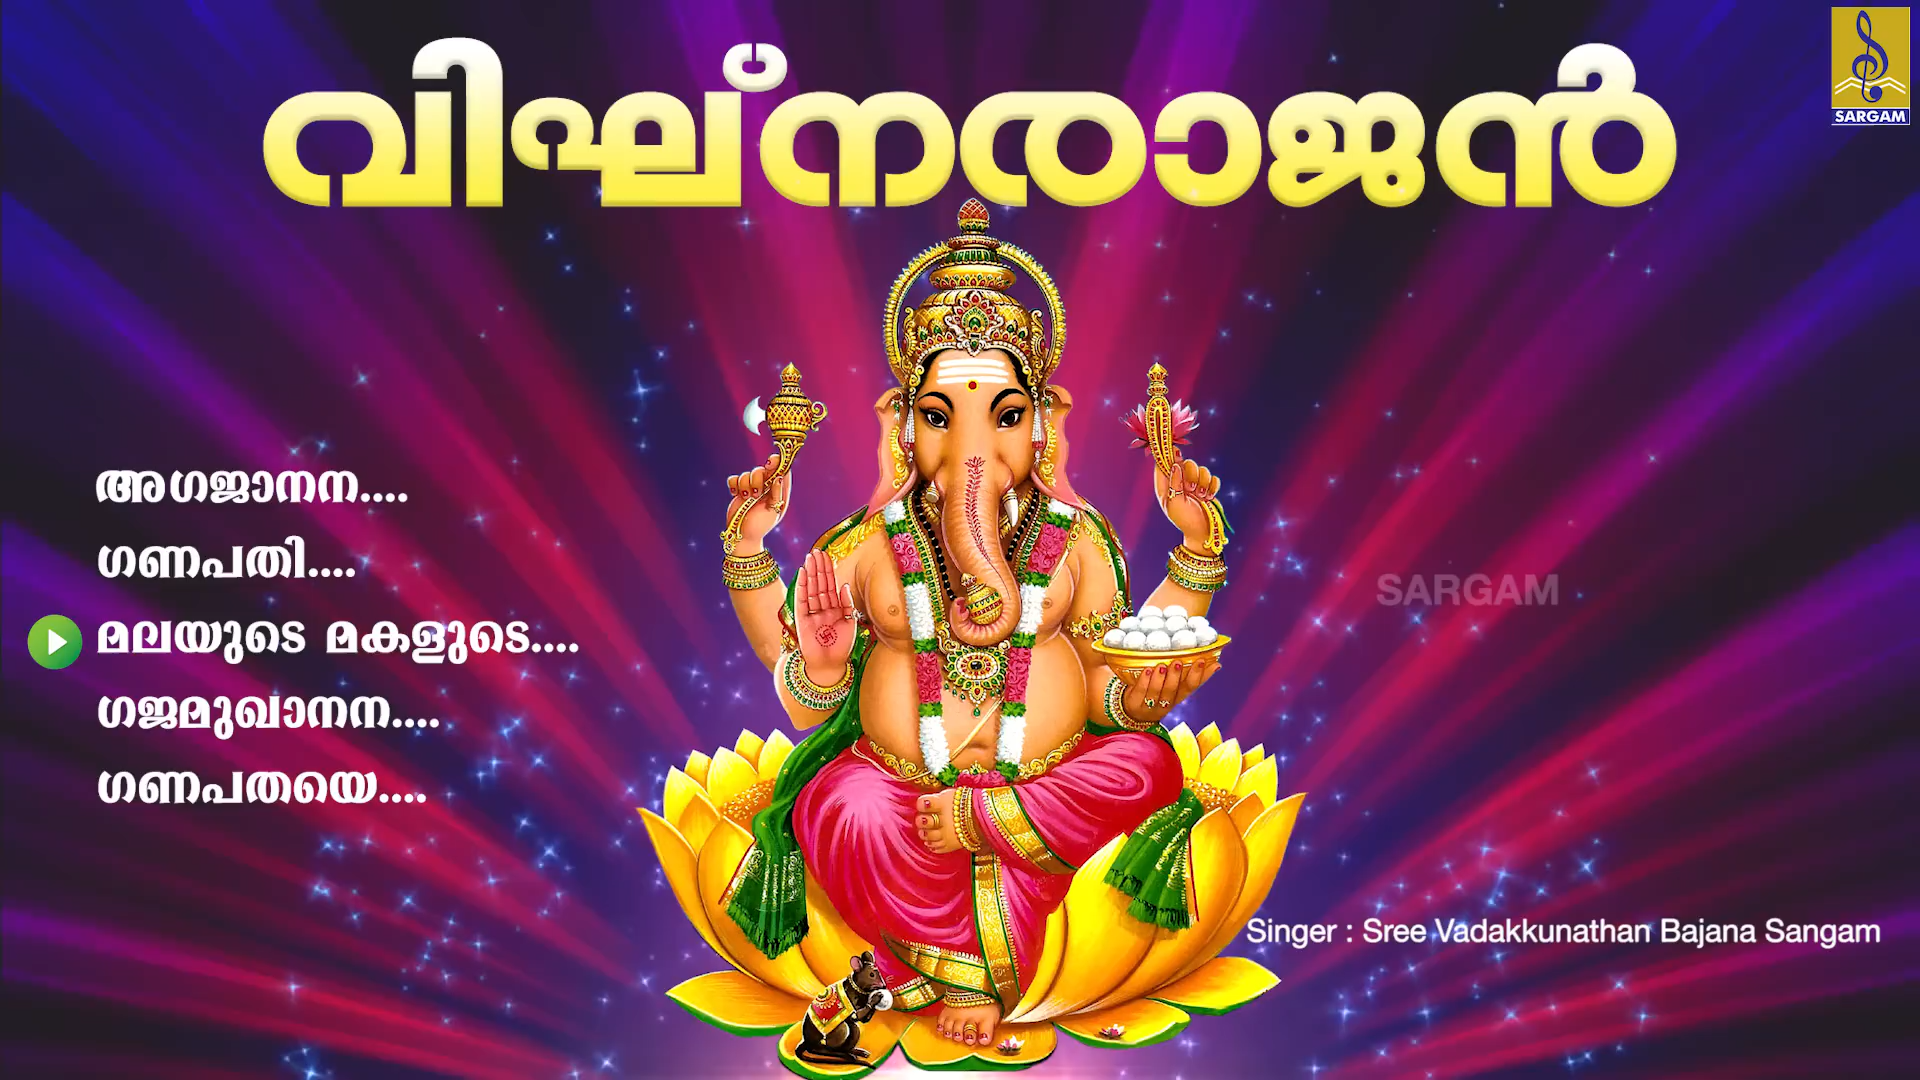 വിഘ്നരാജൻ
SARGAM
അഗജാനന....
ഗണപതി....
മലയുടെ മകളുടെ....
ഗജമുഖാനന....
ഗണപതയെ....
SARGAM
Singer : Sree Vadakkunathan Bajana Sangam